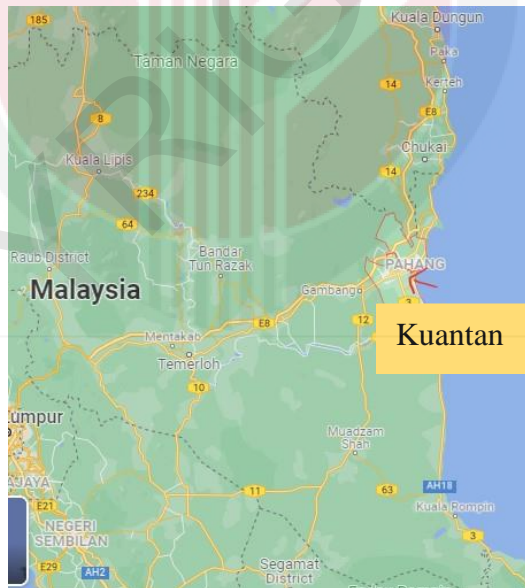 185
Kuala Dungun
Taman Negara
Paka
14
Kerteh
8
E8
Chukai
Kuala Lipis
14
234
64
Raub District
Bandar
Tun Razak
PAHANG
Malaysia
Gambang
3
E8
12
Kuantan
Mentakab
Temerloh
10
umpur
Muadzam
Shah
AJAYA
11
63
AH18
E21
Kuala Rompin
NEGERI
SEMBILAN
3
E29
AH2
Segamat
District